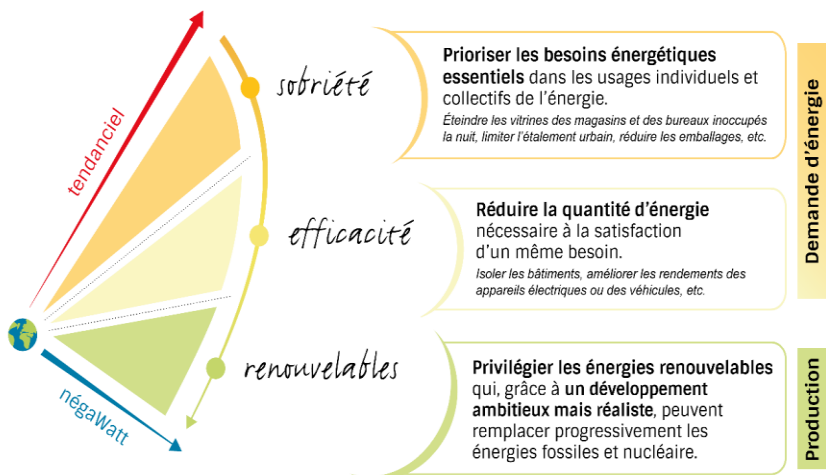 tendanciel
négaWatt
sobriété
Prioriser les besoins énergétiques
essentiels dans les usages individuels et
collectifs de l’énergie.
Éteindre les vitrines des magasins et des bureaux inoccupés
la nuit, limiter l’étalement urbain, réduire les emballages, etc.
efficacité
Réduire la quantité d’énergie
nécessaire à la satisfaction
d’un même besoin.
Isoler les bâtiments, améliorer les rendements des
appareils électriques ou des véhicules, etc.
Demande d’énergie
renouvelables
Privilégier les énergies renouvelables
qui, grâce à un développement
ambitieux mais réaliste, peuvent
remplacer progressivement les
énergies fossiles et nucléaire.
Production